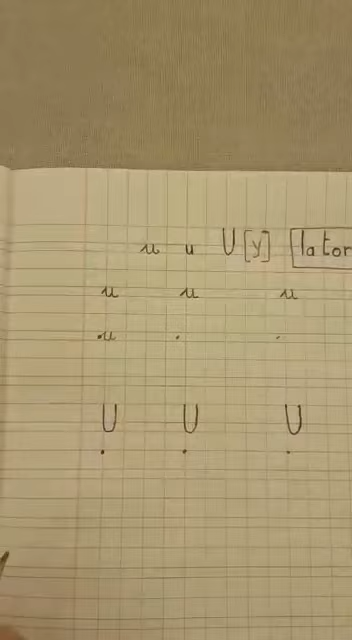 u u U [y] lator
u u u
.u . .
U U U
. . .